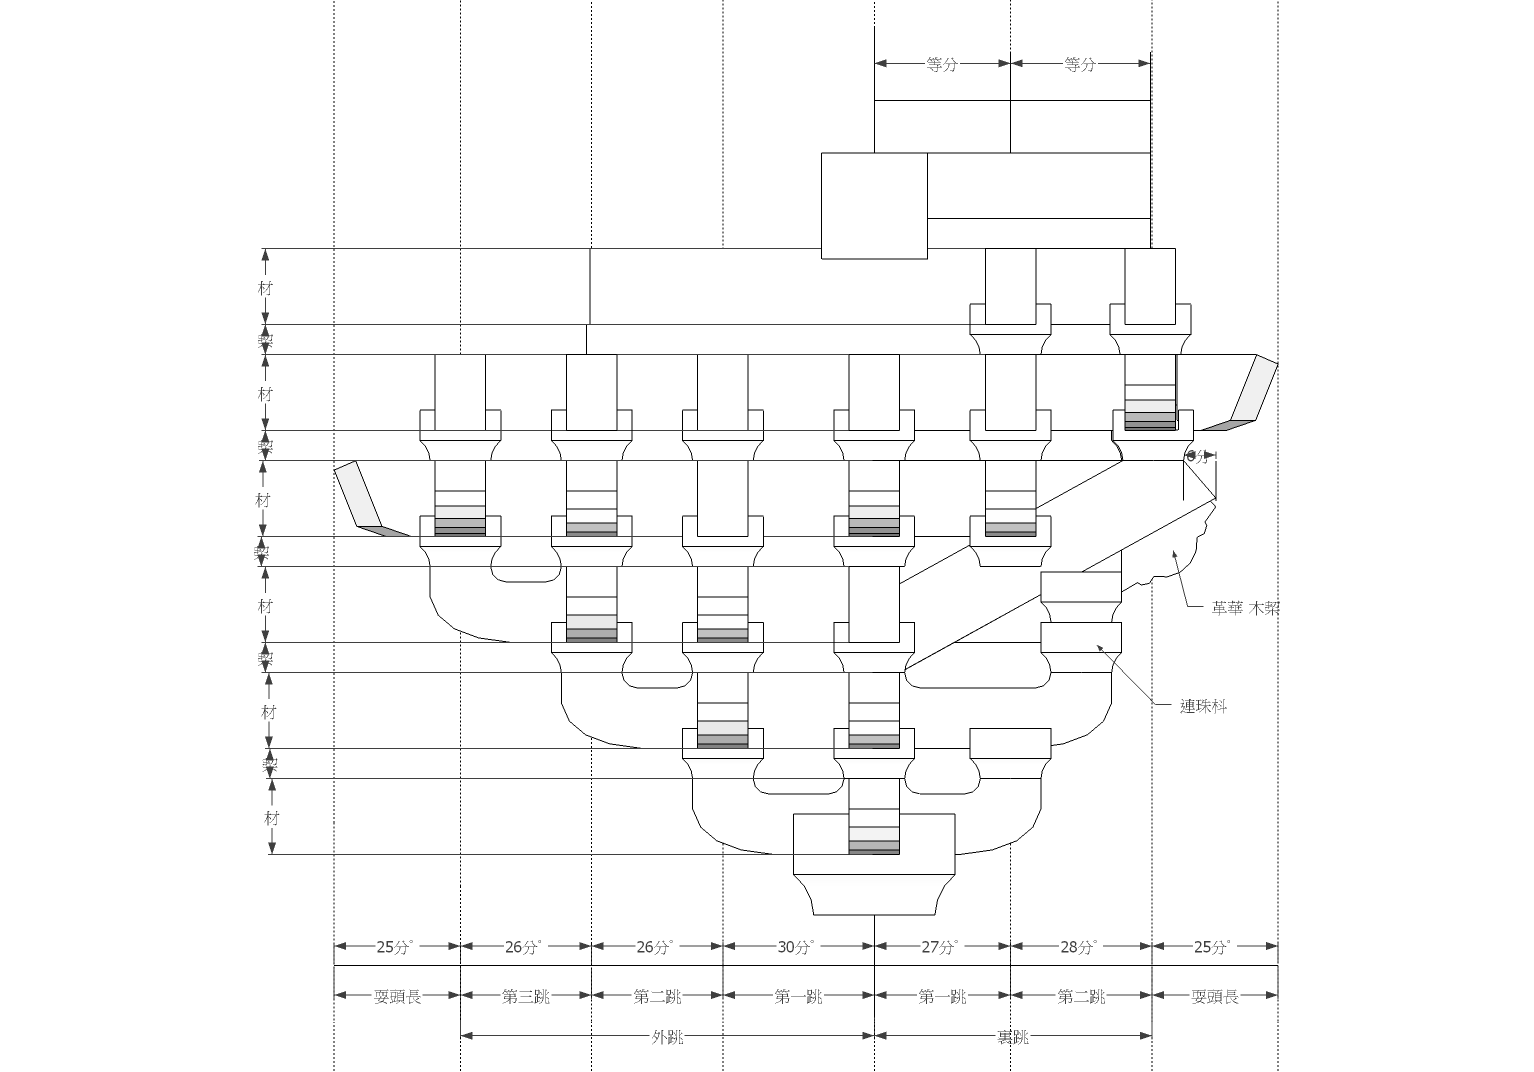 等分 等分
材
栔
材
栔
6分
材
栔
材
革華 木栔
栔
連珠枓
材
栔
材
25分° 26分° 26分° 30分° 27分° 28分° 25分°
耍頭長 第三跳 第二跳 第一跳 第一跳 第二跳 耍頭長
外跳 裏跳